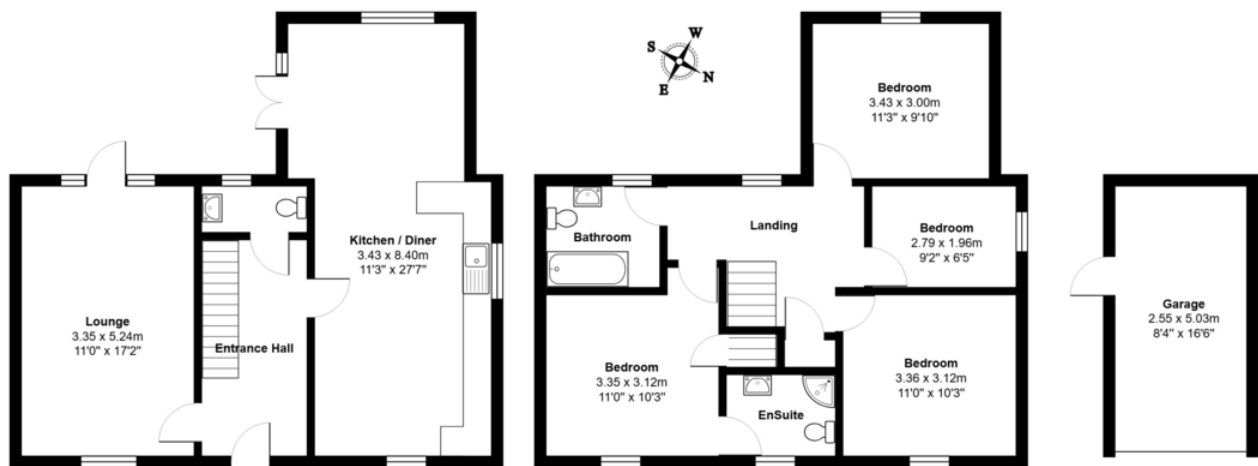 W
S
N
E
Bedroom
3.43 x 3.00m
11'3" x 9'10"
Kitchen / Diner
3.43 x 8.40m
11'3" x 27'7"
Lounge
3.35 x 5.24m
11'0" x 17'2"
Entrance Hall
Bathroom
Landing
Bedroom
2.79 x 1.96m
9'2" x 6'5"
Bedroom
3.35 x 3.12m
11'0" x 10'3"
EnSuite
Bedroom
3.36 x 3.12m
11'0" x 10'3"
Garage
2.55 x 5.03m
8'4" x 16'6"